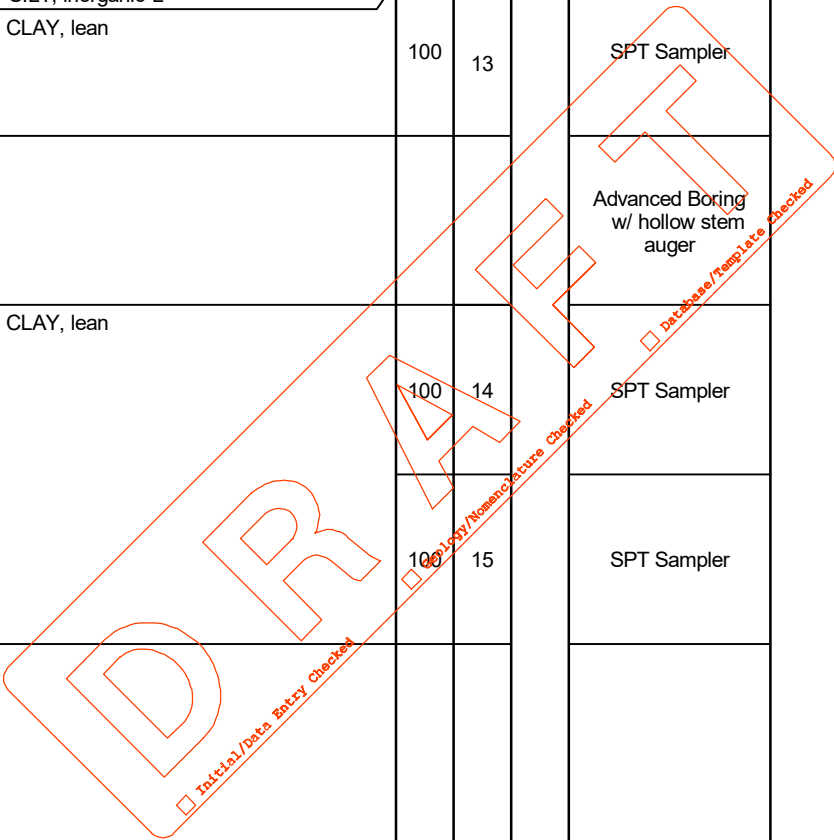 CLAY, lean
100
13
SPT Sampler
Advanced Boring
w/ hollow stem
auger
CLAY, lean
100
14
SPT Sampler
100
15
SPT Sampler
DRAFT
Initial/Data Entry Checked
Geology/Nomenclature Checked
Database/Template Checked